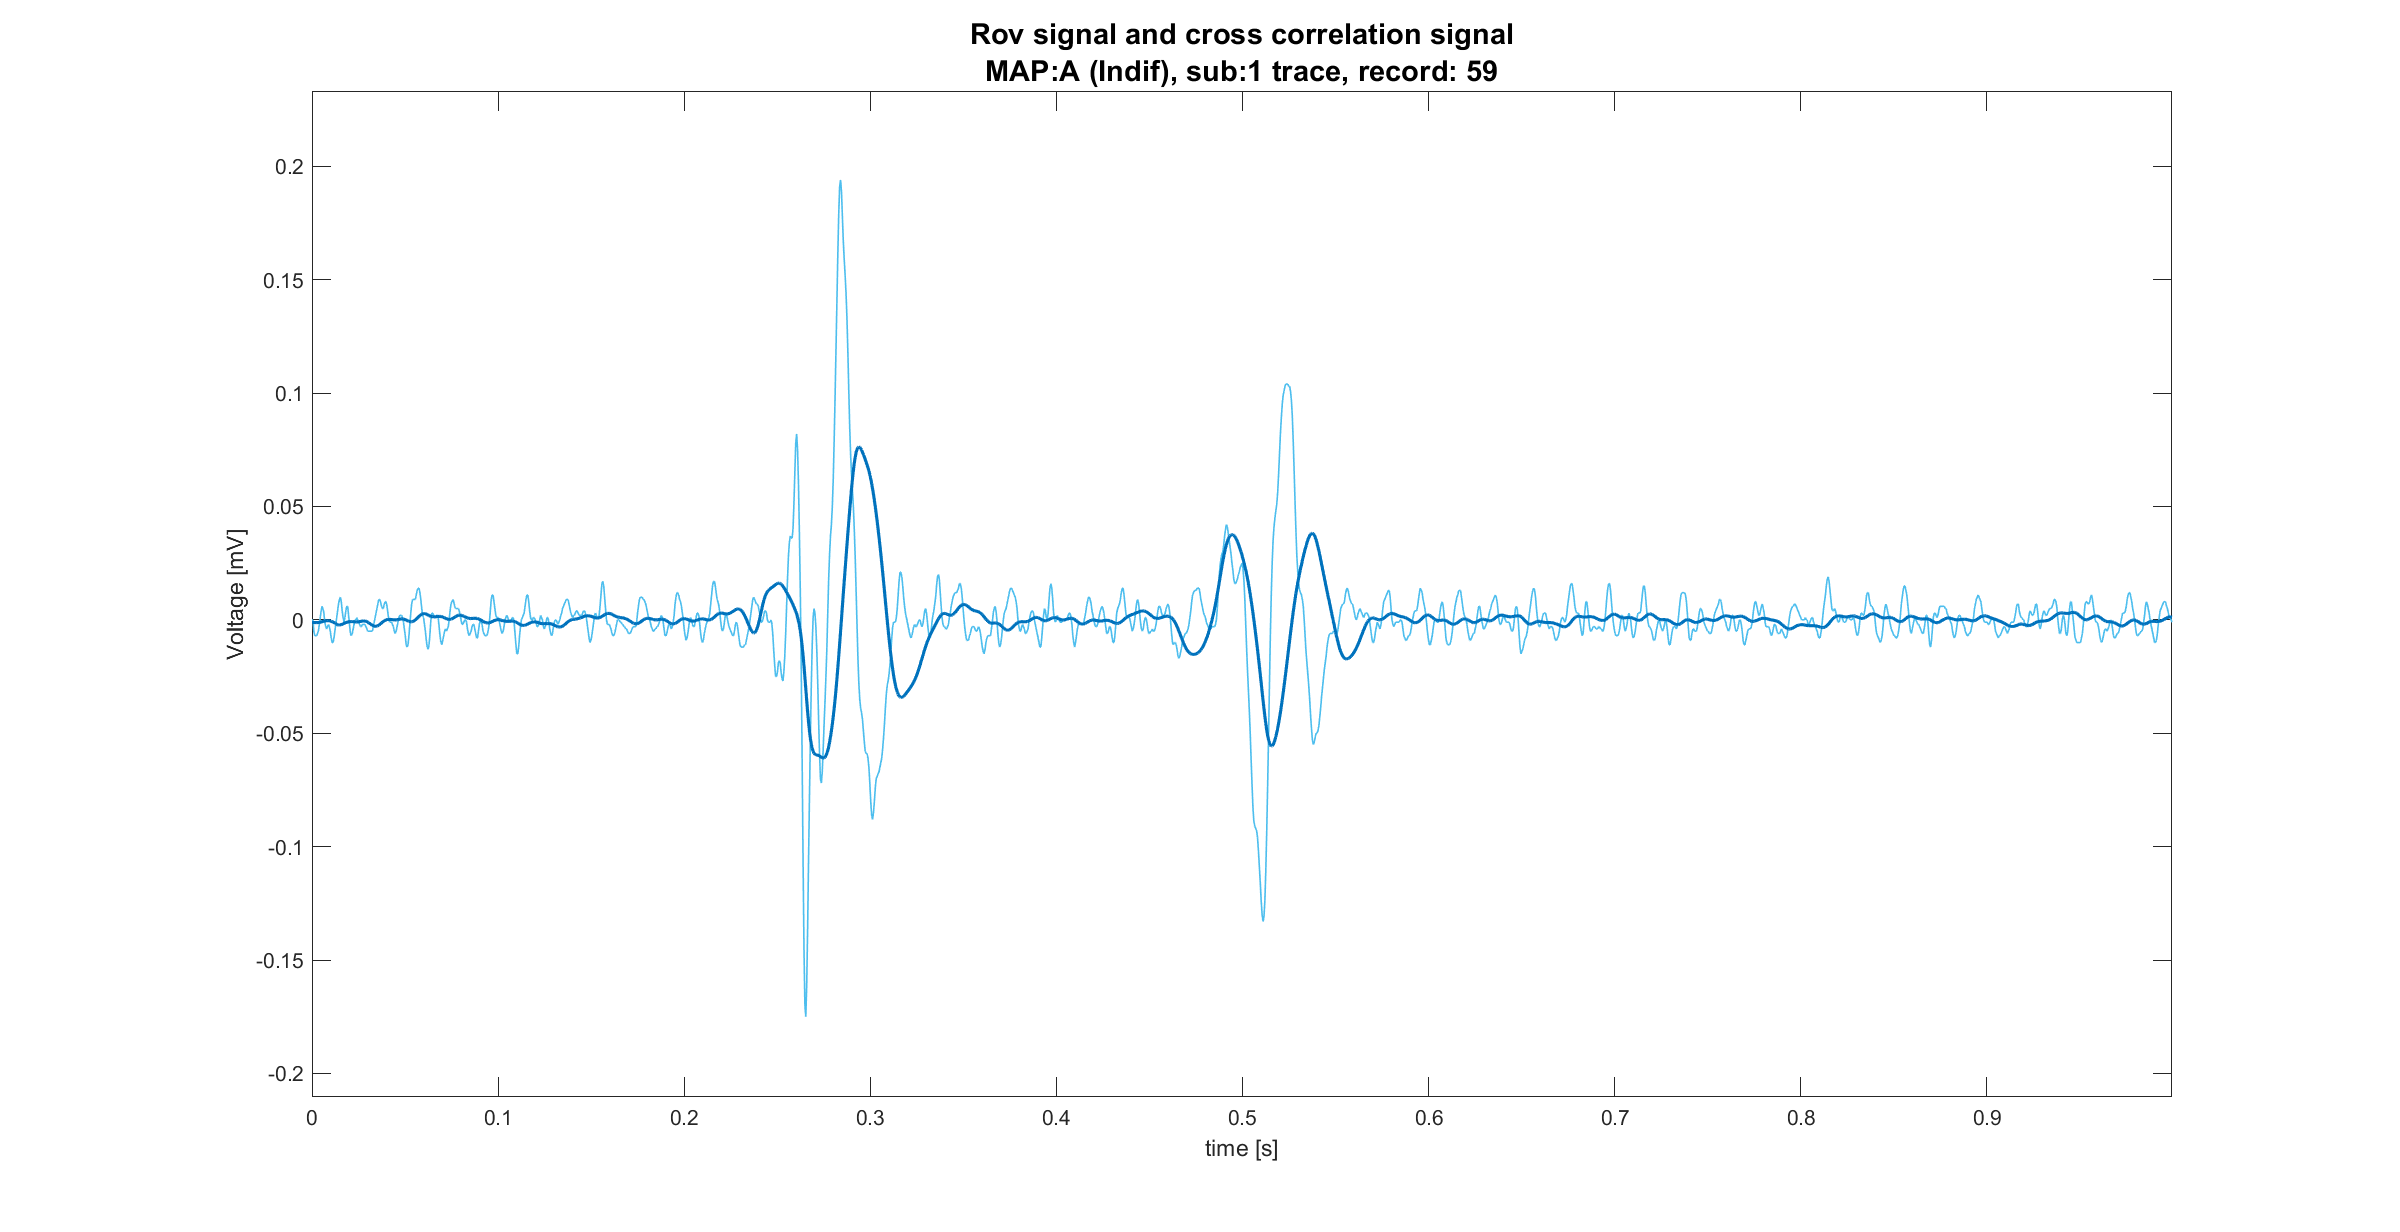 Rov signal and cross correlation signal
MAP:A (Indif), sub:1 trace, record: 59
Voltage [mV]
0.2
0.15
0.1
0.05
0
-0.05
-0.1
-0.15
-0.2
0 0.1 0.2 0.3 0.4 0.5 0.6 0.7 0.8 0.9
time [s]